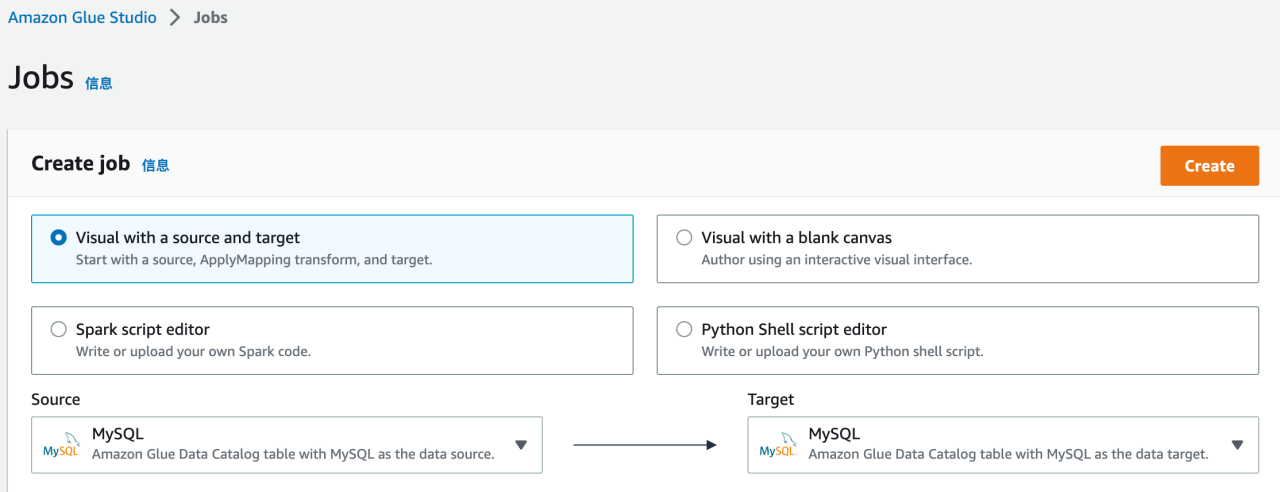 Amazon Glue Studio > Jobs
Jobs 信息
Create job 信息
Create
Visual with a source and target
Start with a source, ApplyMapping transform, and target.
Visual with a blank canvas
Author using an interactive visual interface.
Spark script editor
Write or upload your own Spark code.
Python Shell script editor
Write or upload your own Python shell script.
Source
MySQL
MySQL
Amazon Glue Data Catalog table with MySQL as the data source.
Target
MySQL
MySQL
Amazon Glue Data Catalog table with MySQL as the data target.